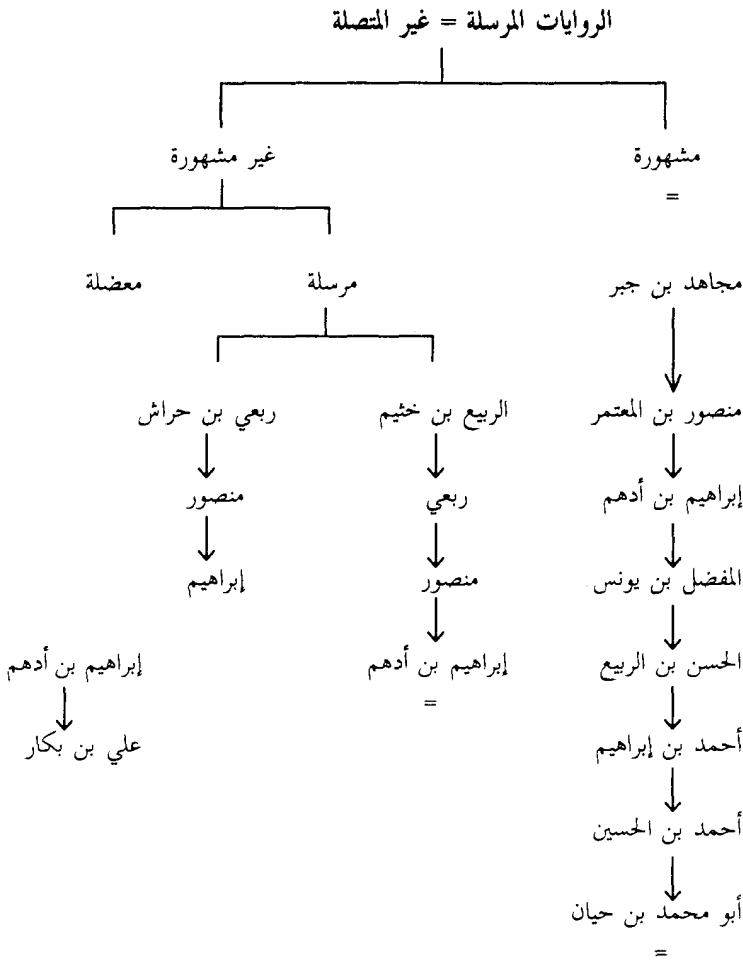 الروايات المرسلة = غير المتصلة
مشهورة
=
غير مشهورة
مجاهد بن جبر
مرسلة
معضلة
منصور بن المعتمر
الربيع بن خثيم
ربعي بن حراش
إبراهيم بن أدهم
ربعي
منصور
المفضل بن يونس
منصور
إبراهيم
الحسن بن الربيع
إبراهيم بن أدهم
=
إبراهيم بن أدهم
أحمد بن إبراهيم
علي بن بكار
أحمد بن الحسين
أبو محمد بن حيان
=